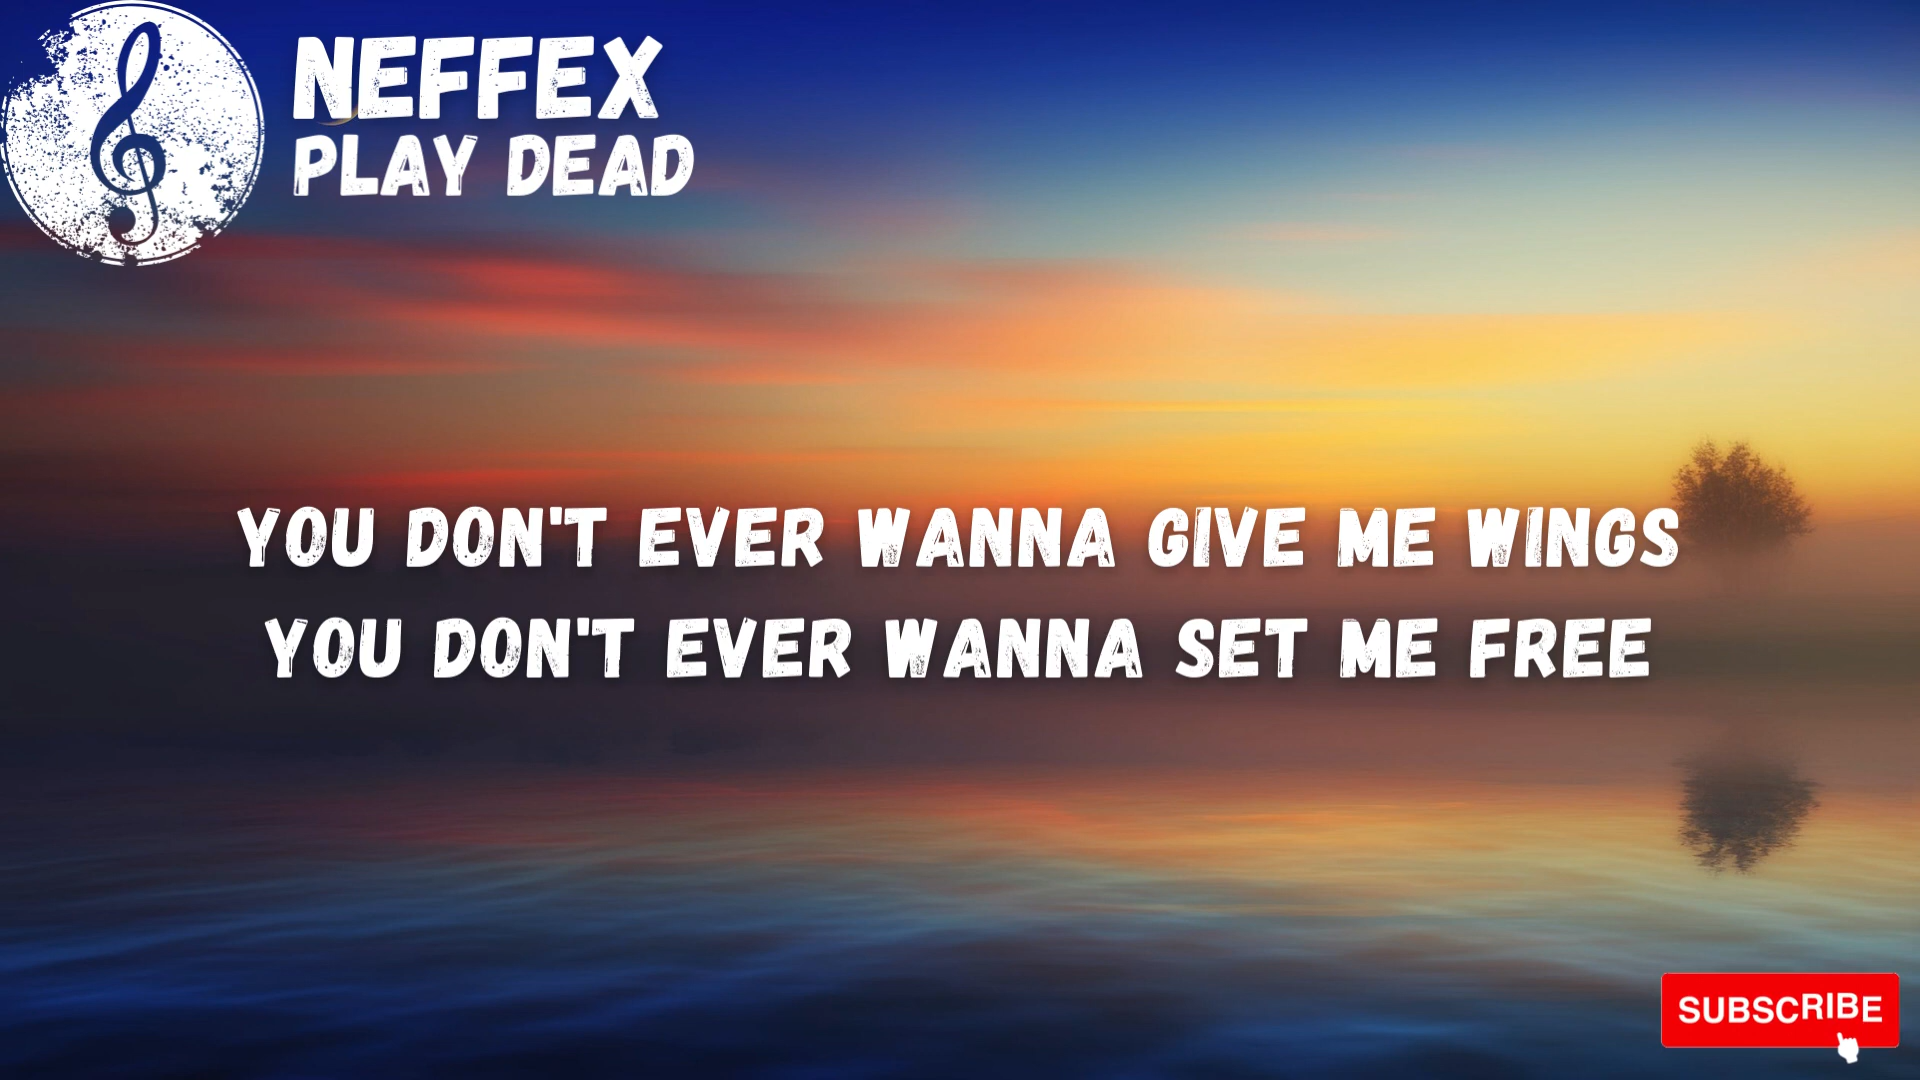 NEFFEX
PLAY DEAD
YOU DON'T EVER WANNA GIVE ME WINGS
YOU DON'T EVER WANNA SET ME FREE
SUBSCRIBE